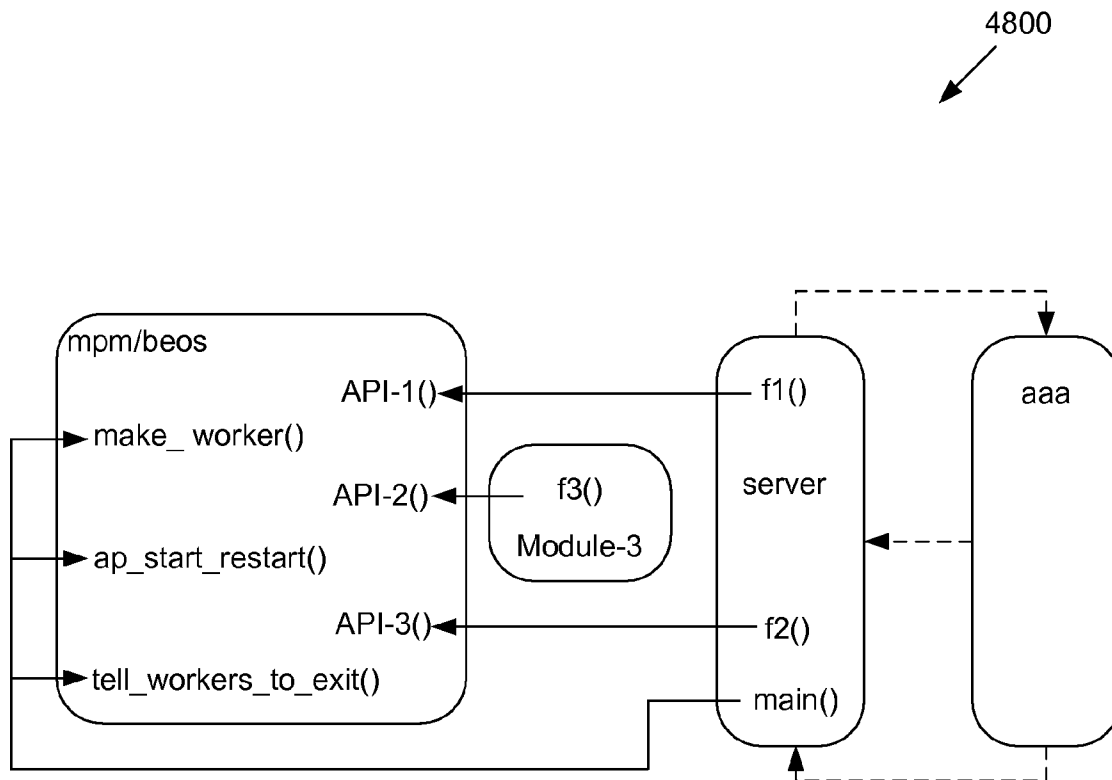 4800
mpm/beos
API-1()
f1()
aaa
make_ worker()
server
API-2()
f3()
Module-3
ap_start_restart()
API-3()
f2()
tell_workers_to_exit()
main()